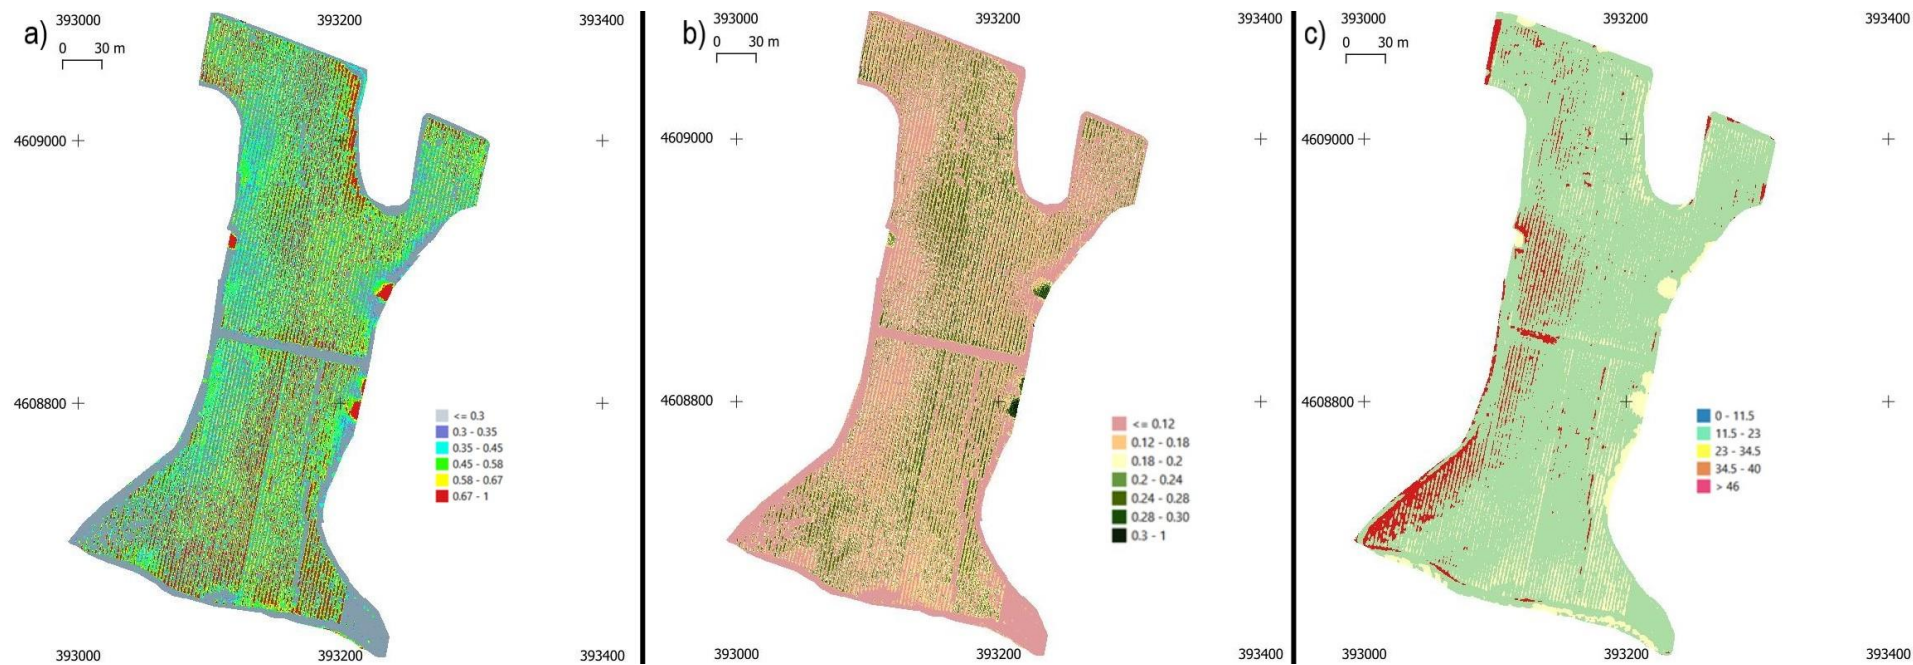 a)
393000 393200 393400
0 30 m
4609000
4608800
<= 0.3
0.3 - 0.35
0.35 - 0.45
0.45 - 0.58
0.58 - 0.67
0.67 - 1
393000 393200 393400
b)
393000 393200 393400
0 30 m
4609000
4608800
<= 0.12
0.12 - 0.18
0.18 - 0.2
0.2 - 0.24
0.24 - 0.28
0.28 - 0.30
0.3 - 1
393000 393200 393400
c)
393000 393200 393400
0 30 m
4609000
4608800
0 - 11.5
11.5 - 23
23 - 34.5
34.5 - 40
> 46
393000 393200 393400